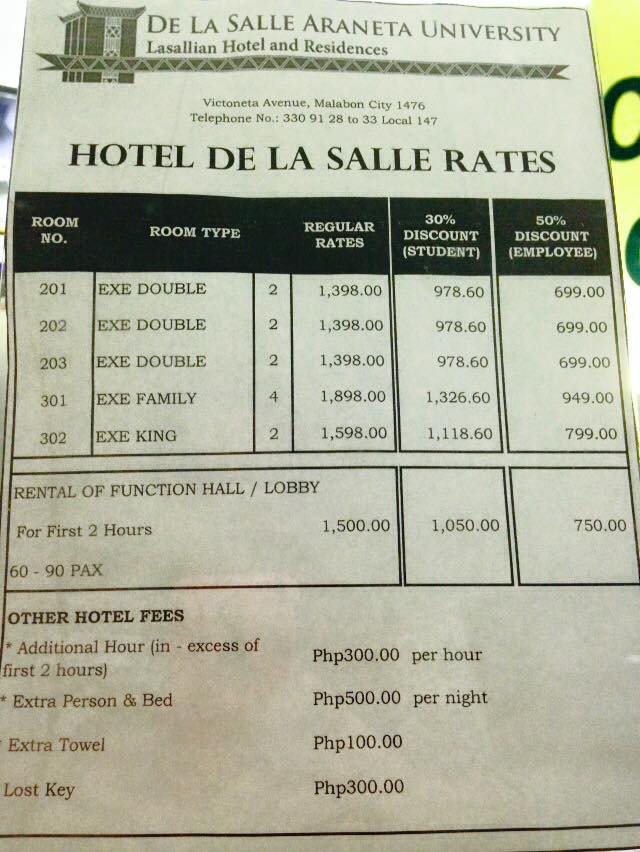 DE LA SALLE ARANETA UNIVERSITY
Lasallian Hotel and Residences
Victoneta Avenue, Malabon City 1476
Telephone No.: 330 91 28 to 33 Local 147
HOTEL DE LA SALLE RATES
ROOM NO. ROOM TYPE REGULAR RATES 30% DISCOUNT (STUDENT) 50% DISCOUNT (EMPLOYEE)
201 EXE DOUBLE 2 1,398.00 978.60 699.00
202 EXE DOUBLE 2 1,398.00 978.60 699.00
203 EXE DOUBLE 2 1,398.00 978.60 699.00
301 EXE FAMILY 4 1,898.00 1,326.60 949.00
302 EXE KING 2 1,598.00 1,118.60 799.00
RENTAL OF FUNCTION HALL / LOBBY
For First 2 Hours 1,500.00 1,050.00 750.00
60 - 90 PAX
OTHER HOTEL FEES
* Additional Hour (in - excess of
first 2 hours) Php300.00 per hour
* Extra Person & Bed Php500.00 per night
* Extra Towel Php100.00
Lost Key Php300.00